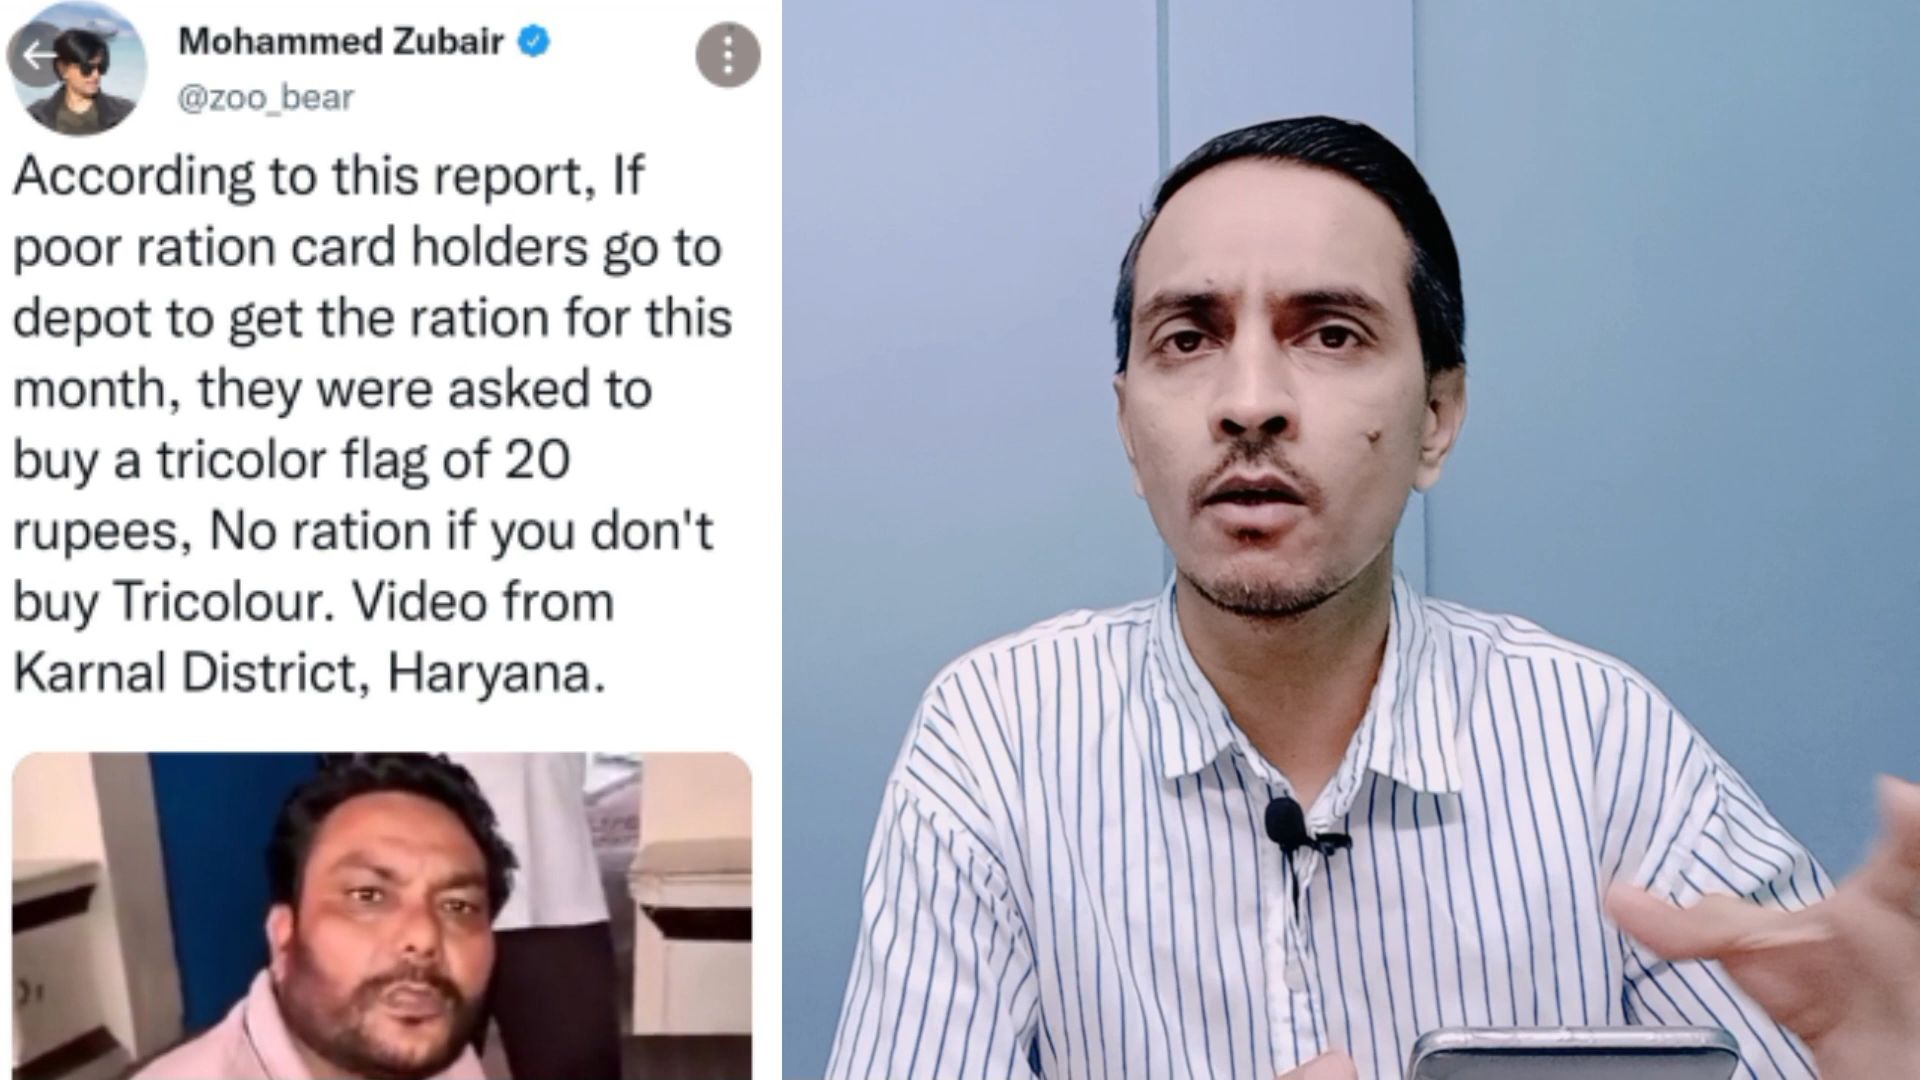 Mohammed Zubair
@zoo_bear
According to this report, If
poor ration card holders go to
depot to get the ration for this
month, they were asked to
buy a tricolor flag of 20
rupees, No ration if you don't
buy Tricolour. Video from
Karnal District, Haryana.